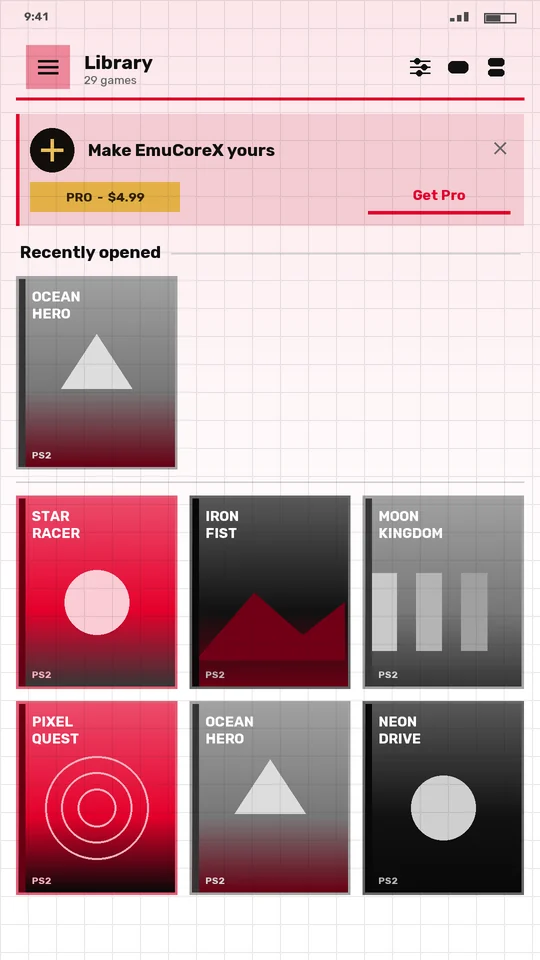 9:41
Library
29 games
Make EmuCoreX yours
PRO - $4.99
Get Pro
Recently opened
OCEAN
HERO
PS2
STAR
RACER
PS2
IRON
FIST
PS2
MOON
KINGDOM
PS2
PIXEL
QUEST
PS2
OCEAN
HERO
PS2
NEON
DRIVE
PS2